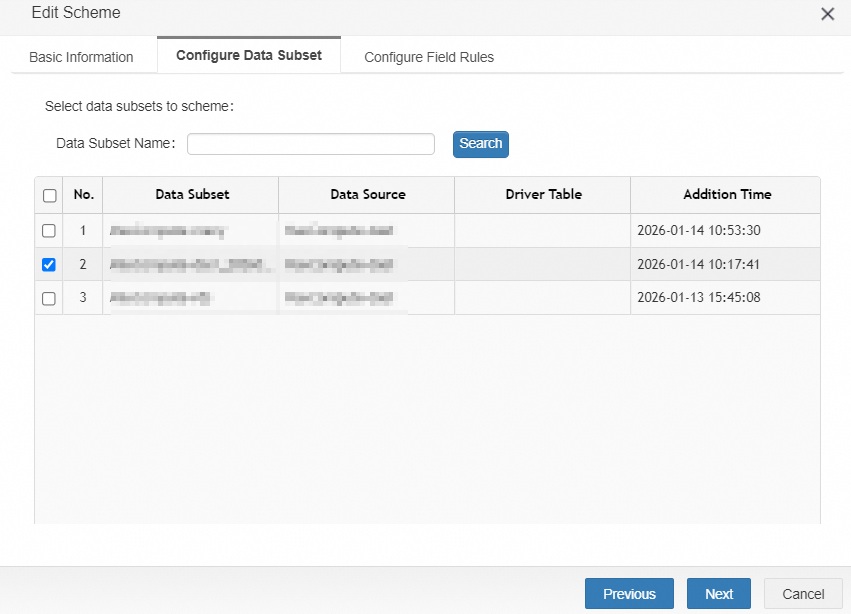 Edit Scheme
Basic Information Configure Data Subset Configure Field Rules
Select data subsets to scheme:
Data Subset Name: Search
No. Data Subset Data Source Driver Table Addition Time
1 2026-01-14 10:53:30
2 2026-01-14 10:17:41
3 2026-01-13 15:45:08
Previous Next Cancel